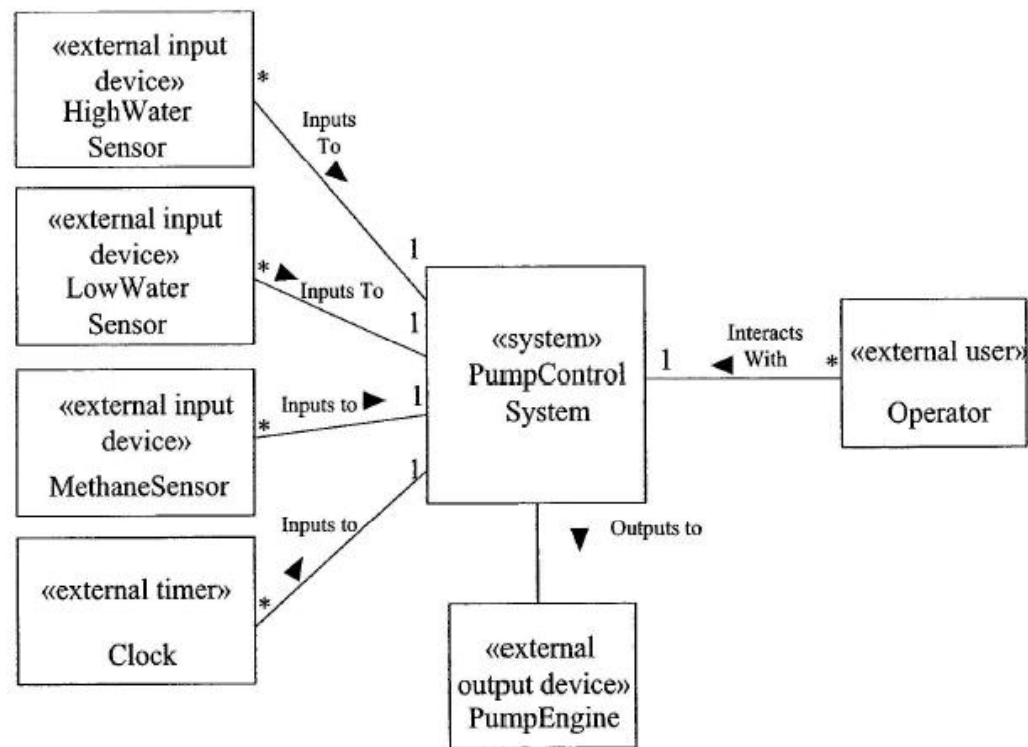 «external input
device»
HighWater
Sensor
*
Inputs
To
1
«external input
device»
LowWater
Sensor
*
Inputs To
1
«external input
device»
MethaneSensor
*
Inputs to
1
«external timer»
Clock
*
Inputs to
1
«system»
PumpControl
System
1
Interacts
With
*
«external user»
Operator
Outputs to
«external
output device»
PumpEngine